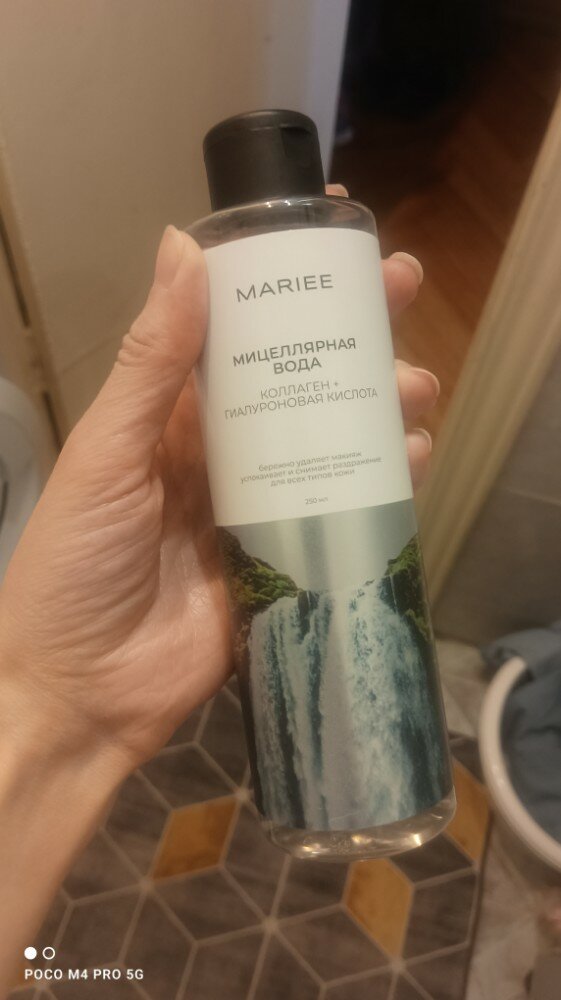 MARIEE
МИЦЕЛЛЯРНАЯ
ВОДА
КОЛЛАГЕН +
ГИАЛУРОНОВАЯ КИСЛОТА
бережно удаляет макияж
успокаивает и снимает раздражение
для всех типов кожи
250 мл
POCO M4 PRO 5G